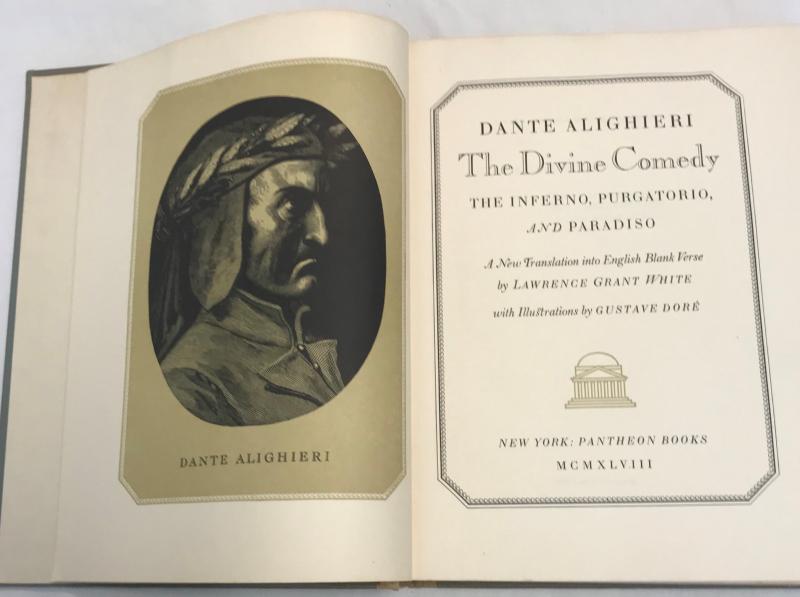 DANTE ALIGHIERI
DANTE ALIGHIERI
The Divine Comedy
THE INFERNO, PURGATORIO,
AND PARADISO
A New Translation into English Blank Verse
by LAWRENCE GRANT WHITE
with Illustrations by GUSTAVE DORÉ
NEW YORK: PANTHEON BOOKS
MCMXLVIII